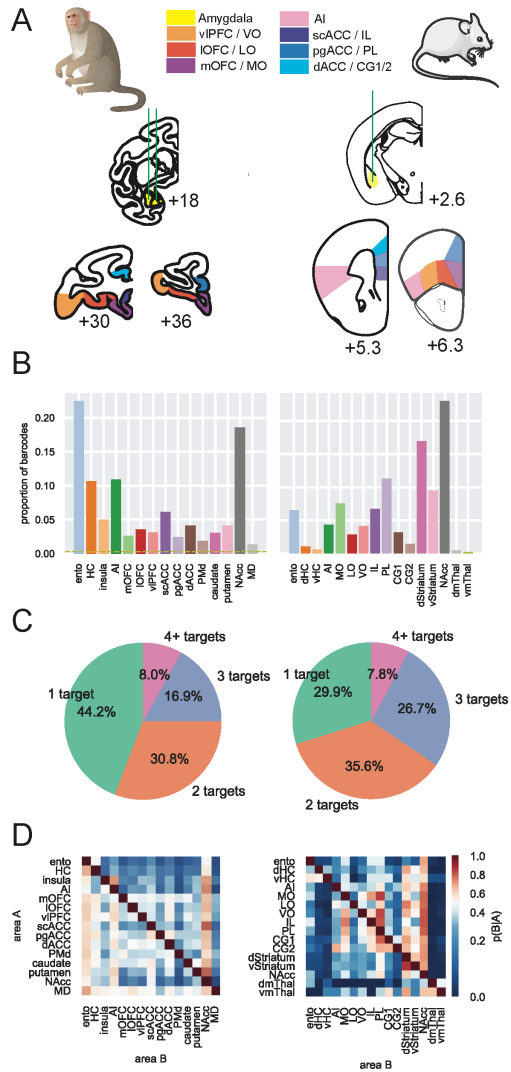 A
Amygdala
vlPFC / VO
lOFC / LO
mOFC / MO
AI
scACC / IL
pgACC / PL
dACC / CG1/2
+18
+2.6
+30
+36
+5.3
+6.3
B
proportion of barcodes
0.20
0.15
0.10
0.05
0.00
ento
HC
insula
AI
mOFC
lOFC
vlPFC
scACC
pgACC
dACC
PMd
caudate
putamen
NAcc
MD
ento
dHC
vHC
AI
MO
LO
VO
IL
PL
CG1
CG2
dStriatum
vStriatum
NAcc
dmThal
vmThal
C
4+ targets
8.0%
3 targets
16.9%
1 target
44.2%
30.8%
2 targets
4+ targets
7.8%
1 target
29.9%
3 targets
26.7%
35.6%
2 targets
D
area A
ento
HC
insula
AI
mOFC
lOFC
vlPFC
scACC
pgACC
dACC
PMd
caudate
putamen
NAcc
MD
ento
HC
insula
AI
mOFC
lOFC
vlPFC
scACC
pgACC
dACC
PMd
caudate
putamen
NAcc
MD
area B
ento
dHC
vHC
AI
MO
LO
VO
IL
PL
CG1
CG2
dStriatum
vStriatum
NAcc
dmThal
vmThal
ento
dHC
vHC
AI
MO
LO
VO
IL
PL
CG1
CG2
dStriatum
vStriatum
NAcc
dmThal
vmThal
area B
1.0
0.8
0.6
0.4
0.2
0.0
p(B|A)